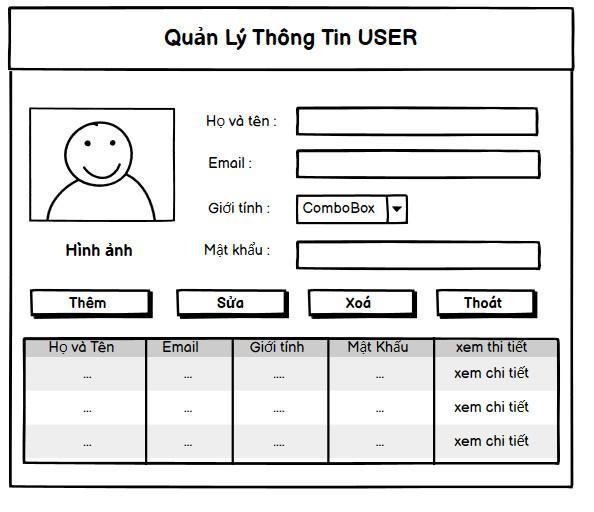 Quản Lý Thông Tin USER
Họ và tên :
Email :
Giới tính : ComboBox
Hình ảnh
Mật khẩu :
Thêm Sửa Xoá Thoát
Họ và Tên Email Giới tính Mật Khẩu xem thi tiết
... ... .... ... xem chi tiết
... ... .... ... xem chi tiết
... ... .... ... xem chi tiết